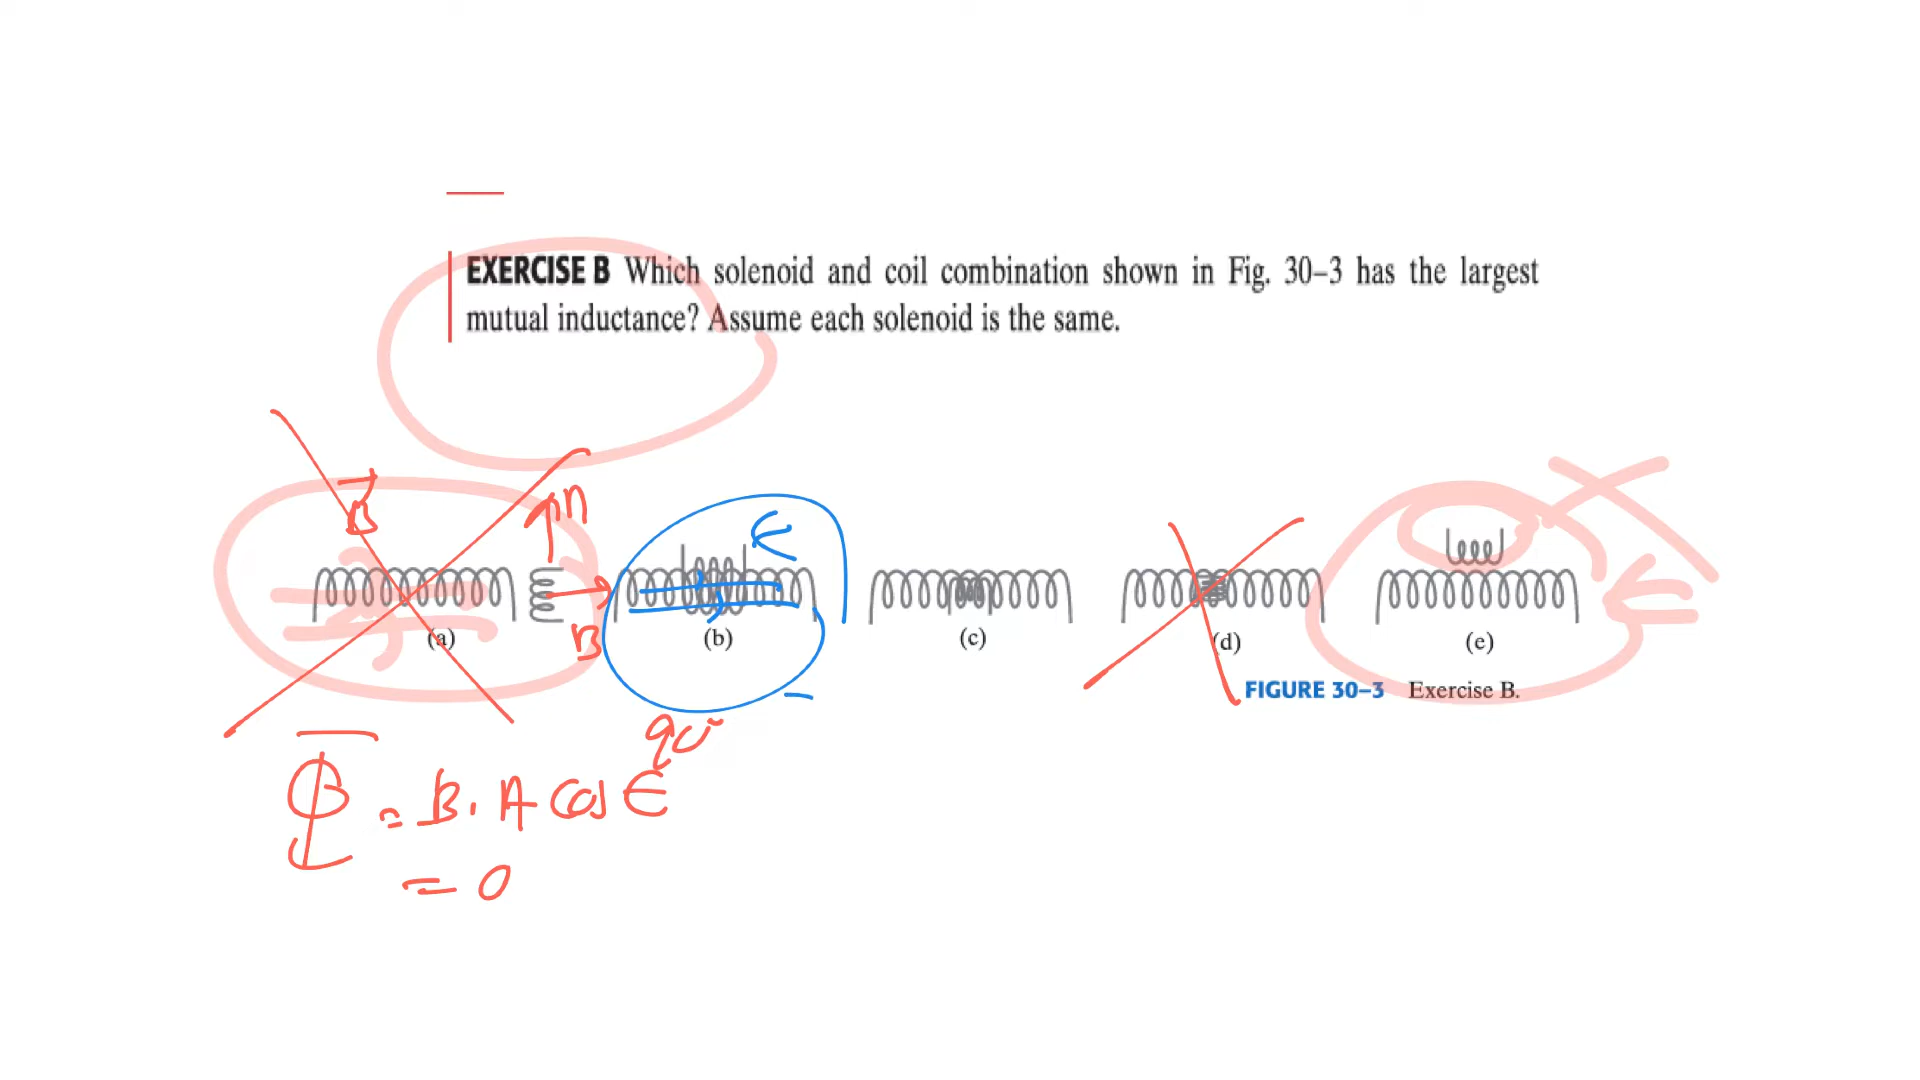 EXERCISE B Which solenoid and coil combination shown in Fig. 30–3 has the largest
mutual inductance? Assume each solenoid is the same.
B
n
B
(a)
(b)
(c)
(d)
(e)
FIGURE 30–3 Exercise B.
90°
Φ = B. A cos
= 0